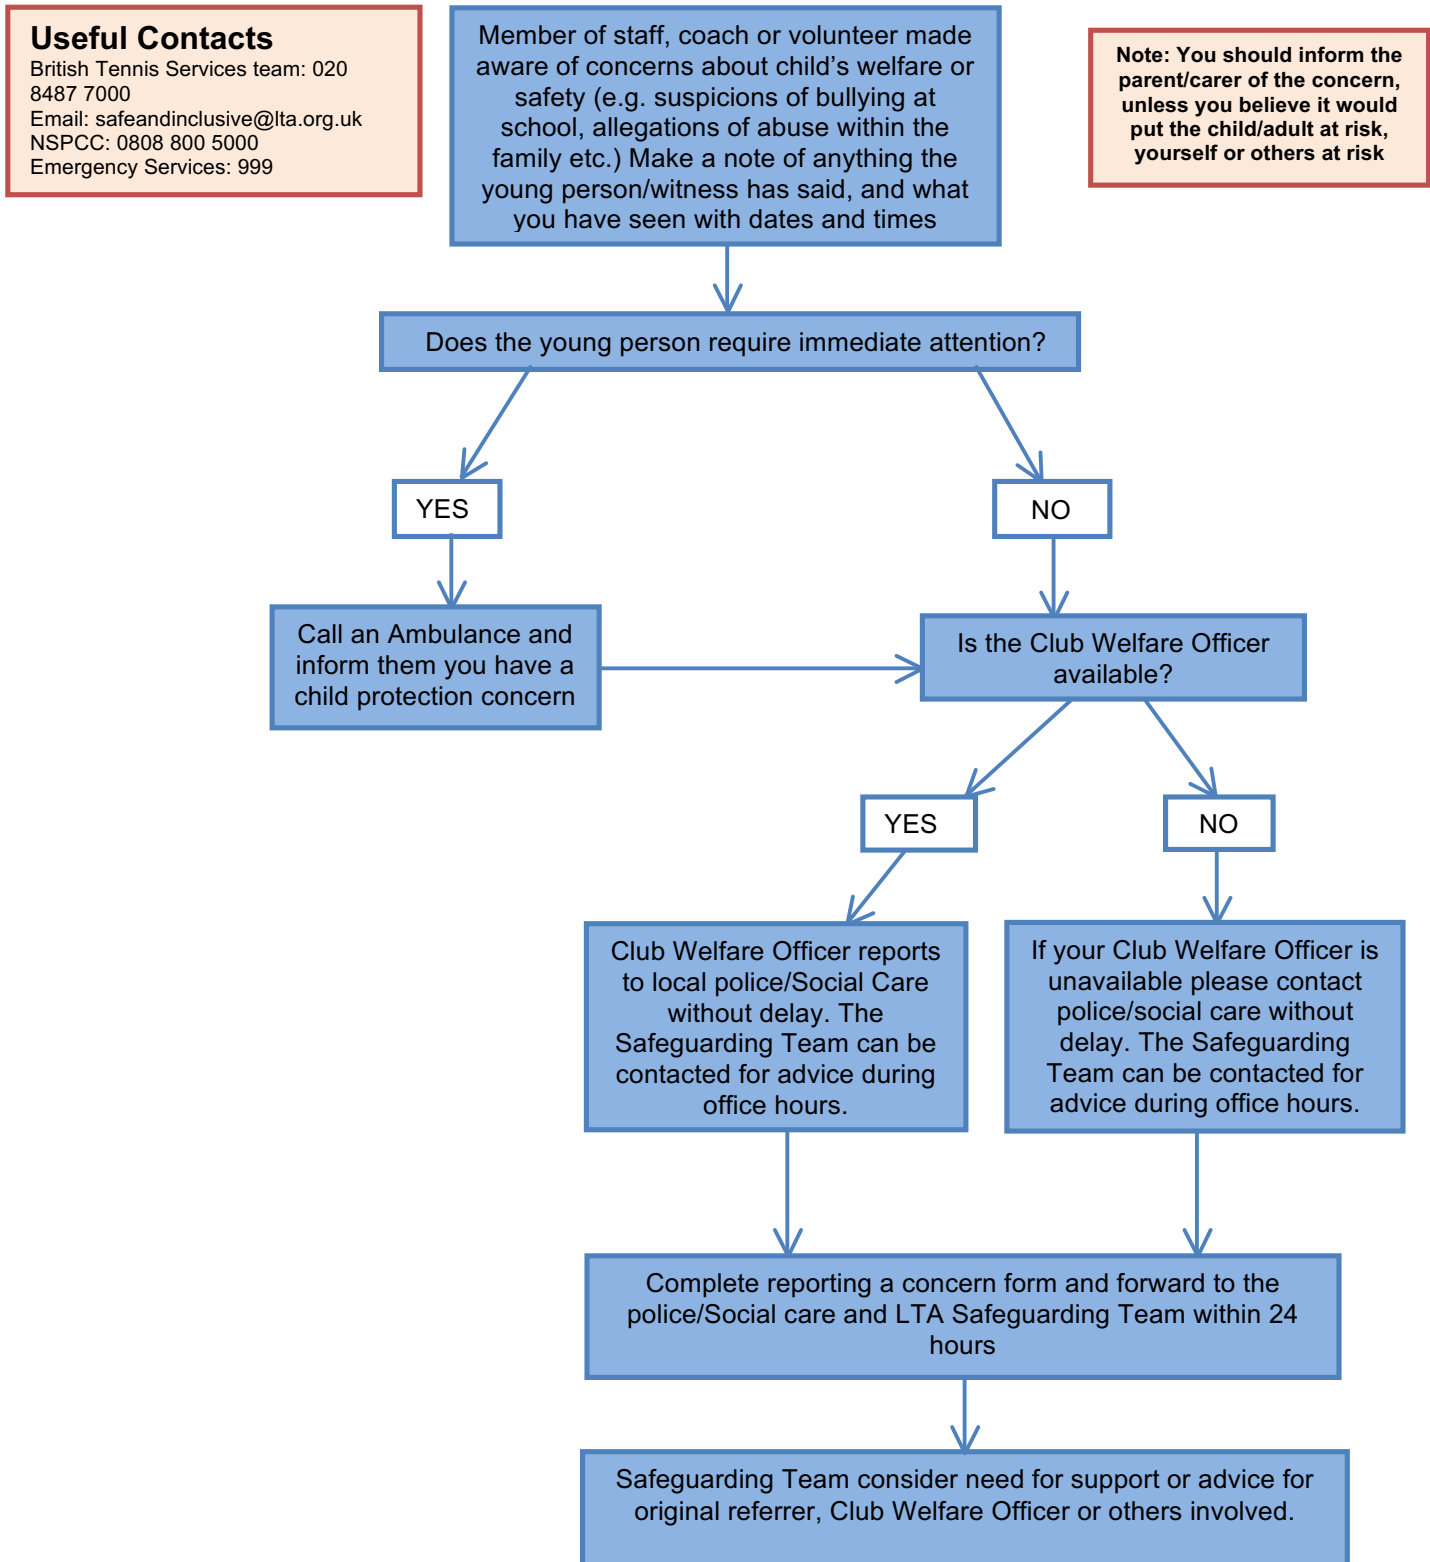 Useful Contacts
British Tennis Services team: 020
8487 7000
Email: safeandinclusive@lta.org.uk
NSPCC: 0808 800 5000
Emergency Services: 999
Member of staff, coach or volunteer made
aware of concerns about child’s welfare or
safety (e.g. suspicions of bullying at
school, allegations of abuse within the
family etc.) Make a note of anything the
young person/witness has said, and what
you have seen with dates and times
Note: You should inform the
parent/carer of the concern,
unless you believe it would
put the child/adult at risk,
yourself or others at risk
Does the young person require immediate attention?
YES
NO
Call an Ambulance and
inform them you have a
child protection concern
Is the Club Welfare Officer
available?
YES
NO
Club Welfare Officer reports
to local police/Social Care
without delay. The
Safeguarding Team can be
contacted for advice during
office hours.
If your Club Welfare Officer is
unavailable please contact
police/social care without
delay. The Safeguarding
Team can be contacted for
advice during office hours.
Complete reporting a concern form and forward to the
police/Social care and LTA Safeguarding Team within 24
hours
Safeguarding Team consider need for support or advice for
original referrer, Club Welfare Officer or others involved.